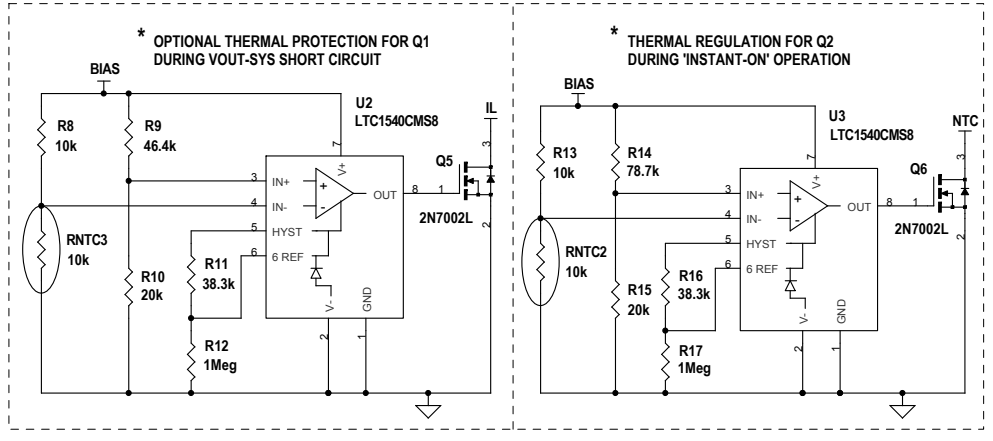 * OPTIONAL THERMAL PROTECTION FOR Q1
DURING VOUT-SYS SHORT CIRCUIT
BIAS
R8
10k
R9
46.4k
U2
LTC1540CMS8
IL
7
V+
3
Q5
3
IN+
+
OUT
8
1
4
IN-
-
2
2N7002L
5
HYST
6
6 REF
RNTC3
10k
R10
20k
R11
38.3k
V-
GND
2
1
R12
1Meg
* THERMAL REGULATION FOR Q2
DURING 'INSTANT-ON' OPERATION
BIAS
R13
10k
R14
78.7k
U3
LTC1540CMS8
NTC
7
V+
3
Q6
3
IN+
+
OUT
8
1
4
IN-
-
2
2N7002L
5
HYST
6
6 REF
RNTC2
10k
R15
20k
R16
38.3k
V-
GND
2
1
R17
1Meg